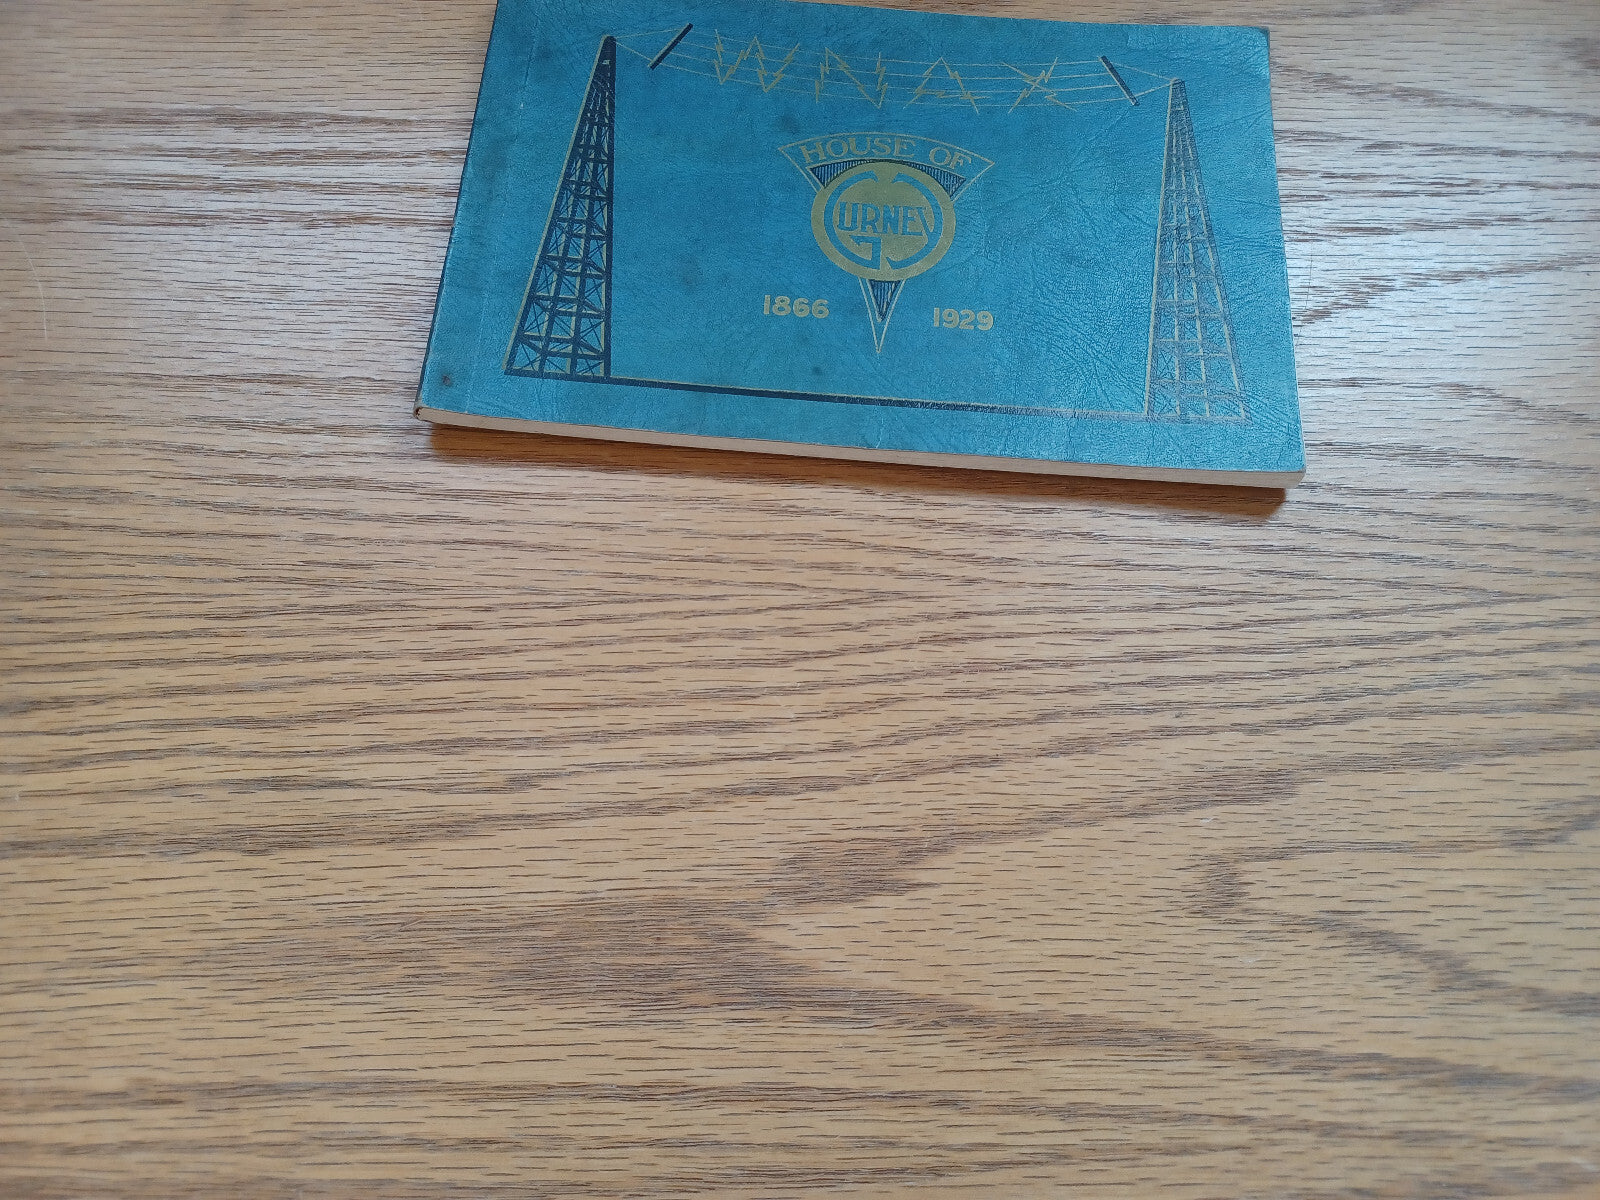 WNAX
HOUSE OF
GURNEY
1866 1929